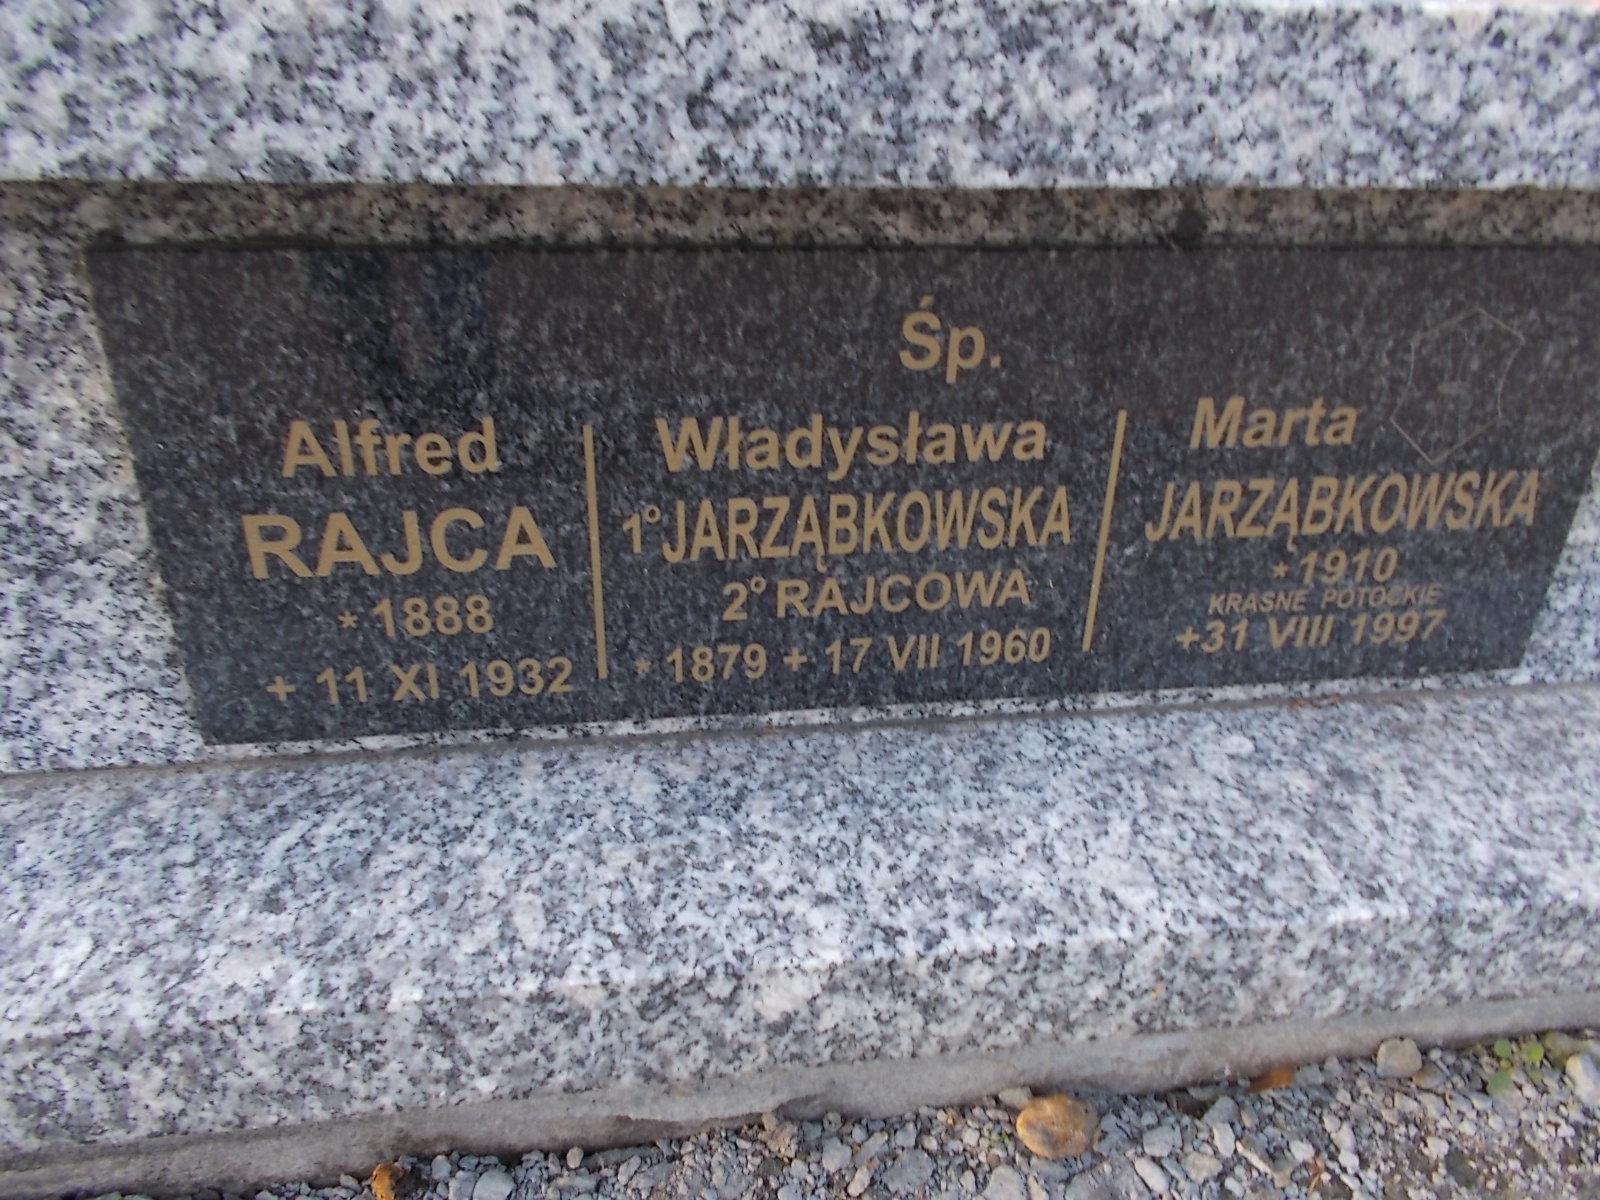 Śp.
Alfred
RAJCA
* 1888
+ 11 XI 1932
Władysława
1° JARZĄBKOWSKA
2° RAJCOWA
* 1879 + 17 VII 1960
Marta
JARZĄBKOWSKA
* 1910
KRASNE POTOCKIE
+31 VIII 1997